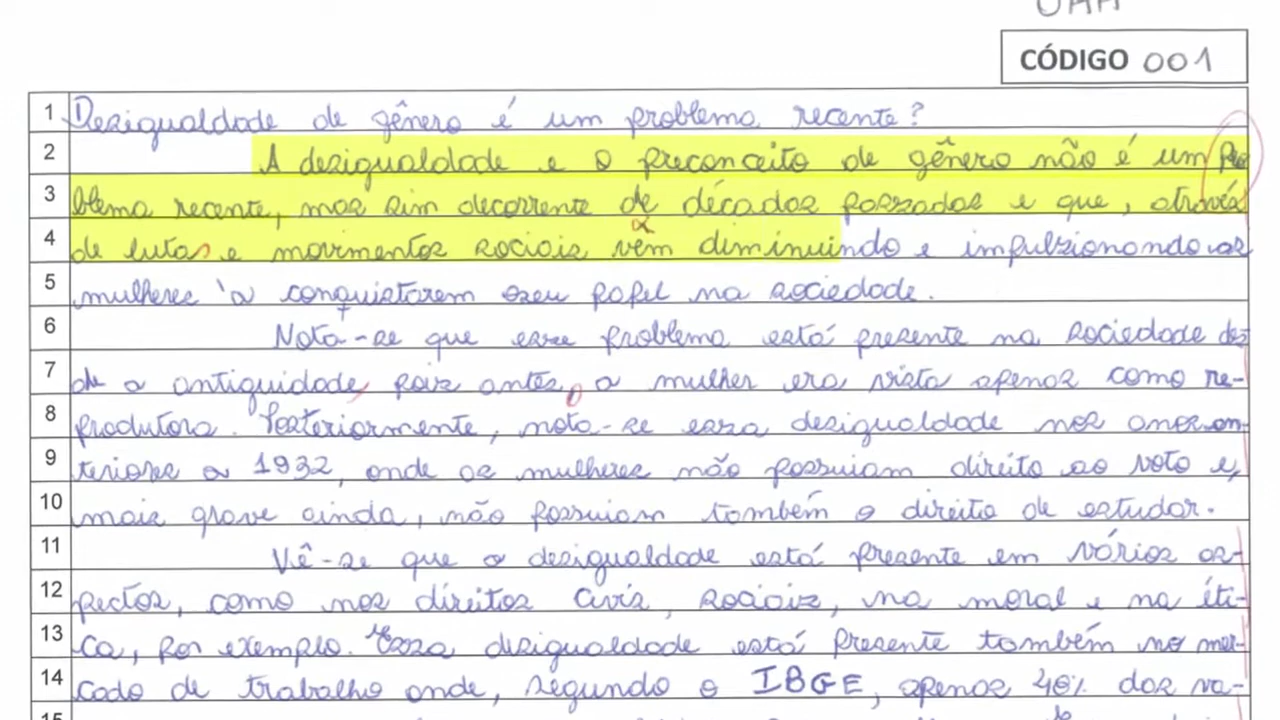 CÓDIGO 001
1 Desigualdade de gênero é um problema recente?
2 A desigualdade e o preconceito de gênero não é um pro
3 blema recente, mas sim decorrente de décadas passadas e que, através
4 de lutas e movimentos sociais vêm diminuindo e impulsionando as
5 mulheres à conquistarem seu papel na sociedade.
6 Nota-se que esse problema está presente na sociedade des
7 de a antiguidade, pois antes, a mulher era vista apenas como re-
8 produtora. Posteriormente, nota-se essa desigualdade nos anos an-
9 teriores a 1932, onde as mulheres não possuiam direito ao voto e,
10 mais grave ainda, não possuiam também o direito de estudar.
11 Vê-se que a desigualdade está presente em vários as-
12 pectos, como nos direitos civis, sociais, na moral e na éti-
13 ca, por exemplo. Essa desigualdade está presente também no mer-
14 cado de trabalho onde, segundo o IBGE, apenas 40% dos va-
15